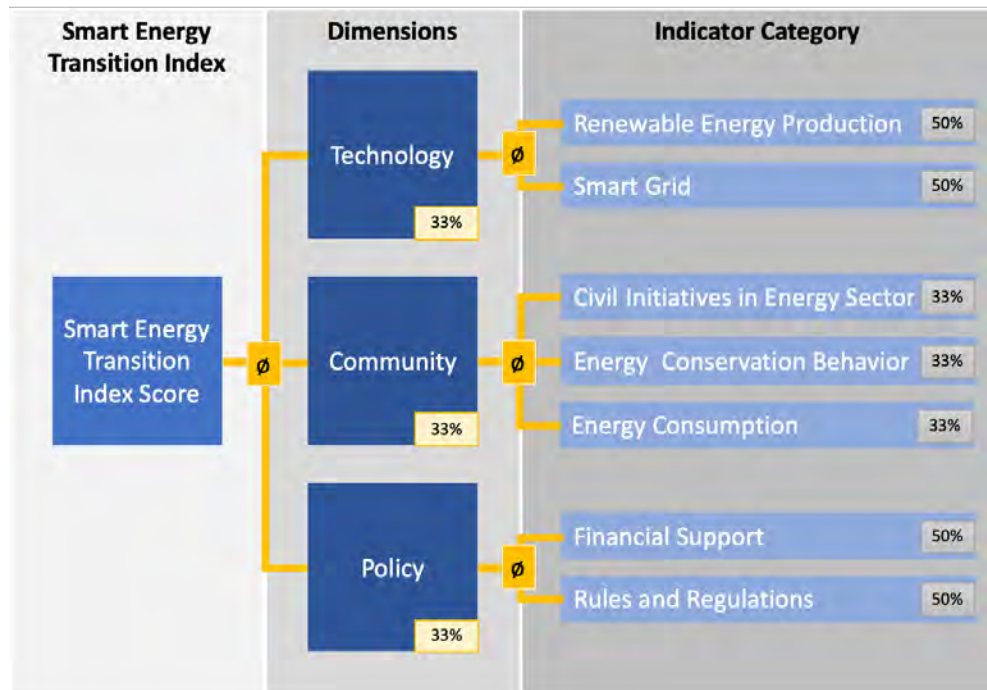 Smart Energy
Transition Index
Dimensions
Indicator Category
Smart Energy
Transition
Index Score
Ø
Technology
33%
Ø
Renewable Energy Production
50%
Smart Grid
50%
Community
33%
Ø
Civil Initiatives in Energy Sector
33%
Energy Conservation Behavior
33%
Energy Consumption
33%
Policy
33%
Ø
Financial Support
50%
Rules and Regulations
50%